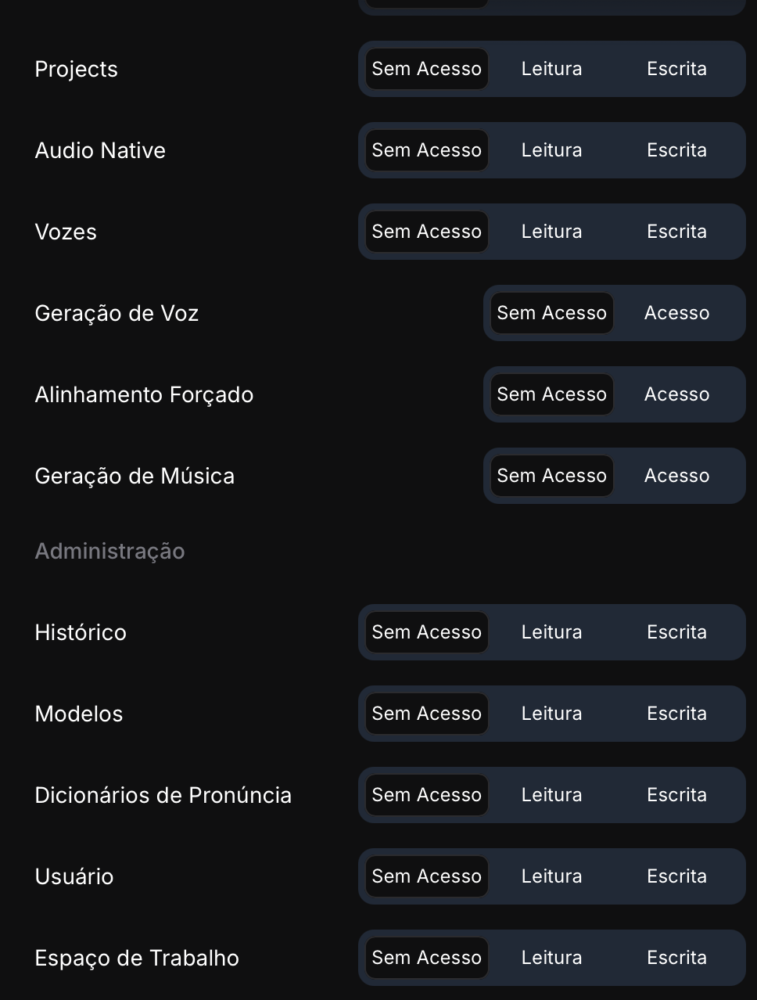 Projects Sem Acesso Leitura Escrita
Audio Native Sem Acesso Leitura Escrita
Vozes Sem Acesso Leitura Escrita
Geração de Voz Sem Acesso Acesso
Alinhamento Forçado Sem Acesso Acesso
Geração de Música Sem Acesso Acesso
Administração
Histórico Sem Acesso Leitura Escrita
Modelos Sem Acesso Leitura Escrita
Dicionários de Pronúncia Sem Acesso Leitura Escrita
Usuário Sem Acesso Leitura Escrita
Espaço de Trabalho Sem Acesso Leitura Escrita